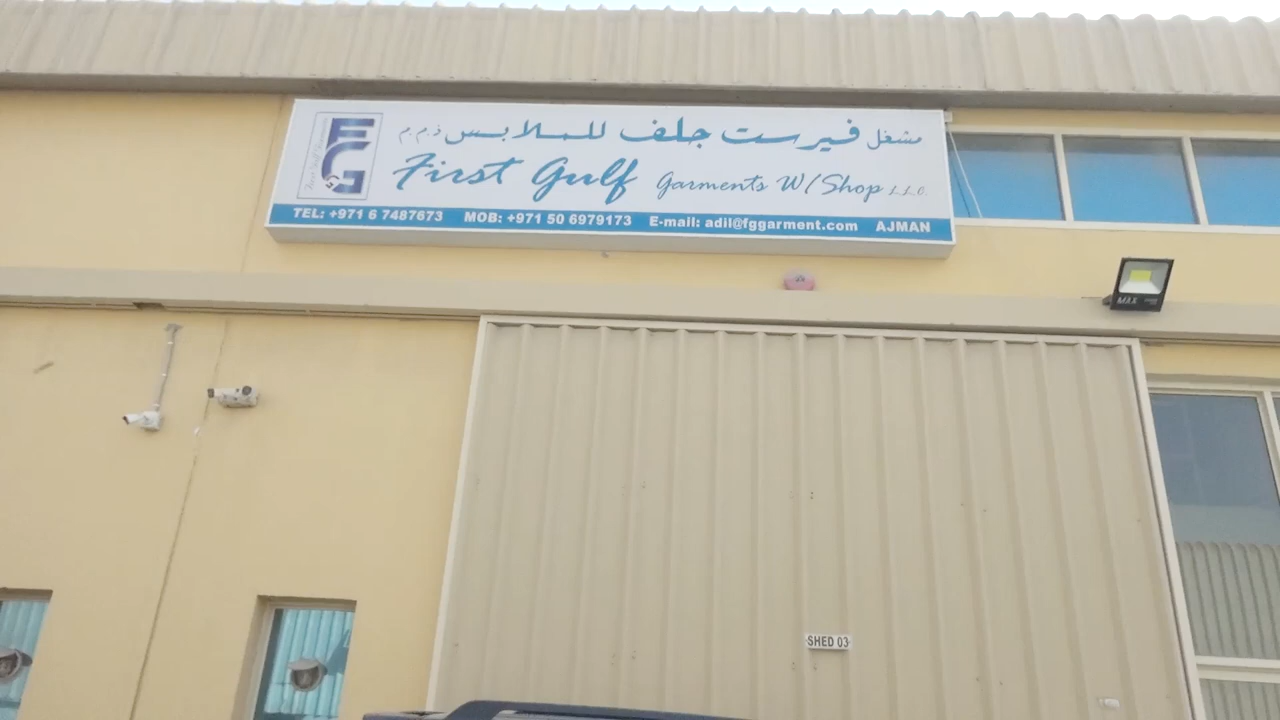 مشغل فيرست جلف للملابس ذ.م.م
FG
First Gulf Garments W/Shop L.L.C.
TEL: +971 6 7487673 MOB: +971 50 6979173 E-mail: adil@fggarment.com AJMAN
MAX
SHED 03